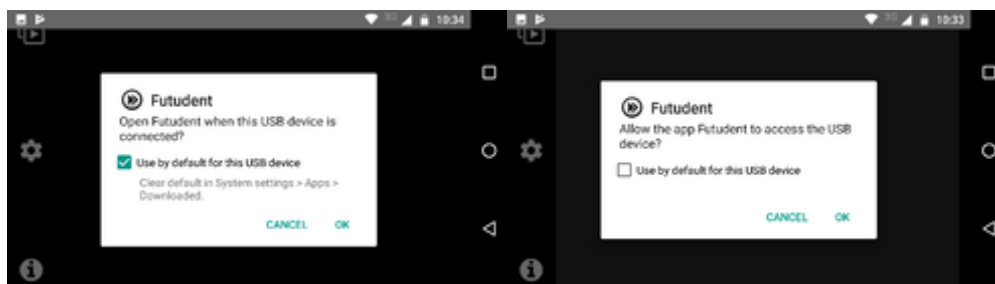 3G 10:34
Futudent
Open Futudent when this USB device is
connected?
Use by default for this USB device
Clear default in System settings > Apps >
Downloaded.
CANCEL OK
3G 10:33
Futudent
Allow the app Futudent to access the USB
device?
Use by default for this USB device
CANCEL OK